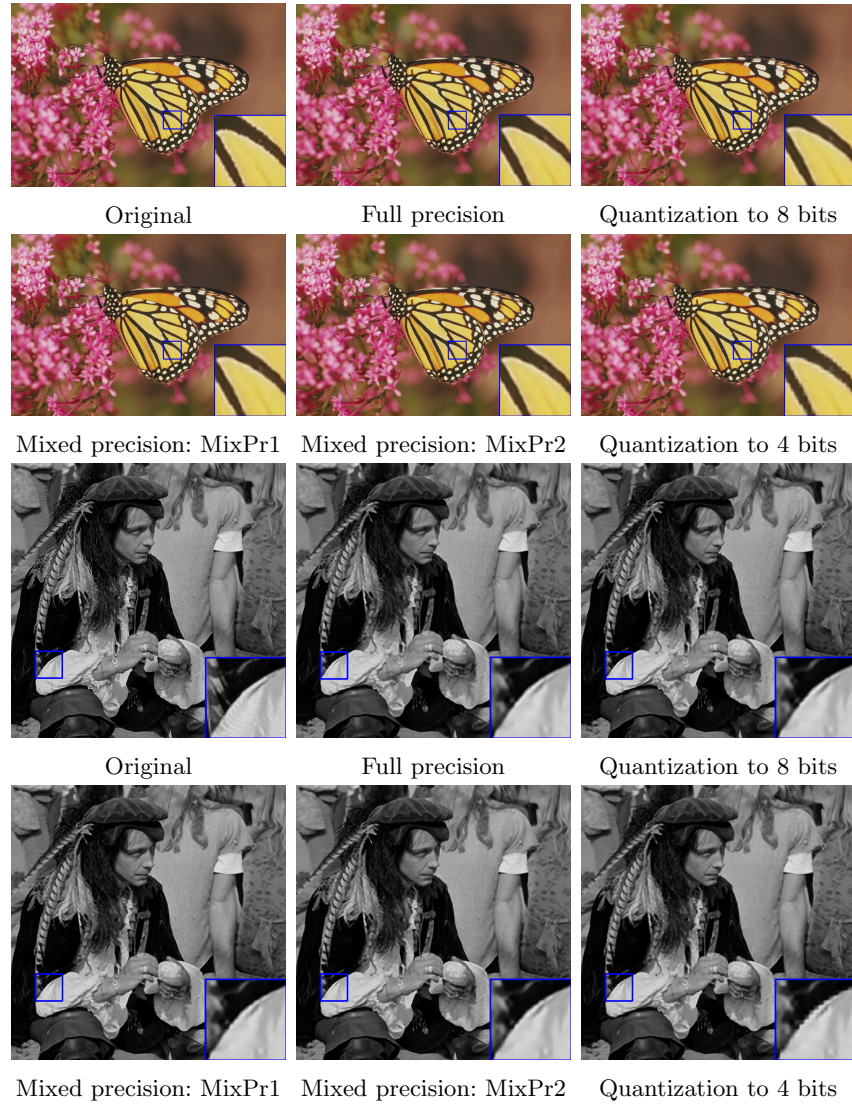 Original Full precision Quantization to 8 bits
Mixed precision: MixPr1 Mixed precision: MixPr2 Quantization to 4 bits
Original Full precision Quantization to 8 bits
Mixed precision: MixPr1 Mixed precision: MixPr2 Quantization to 4 bits